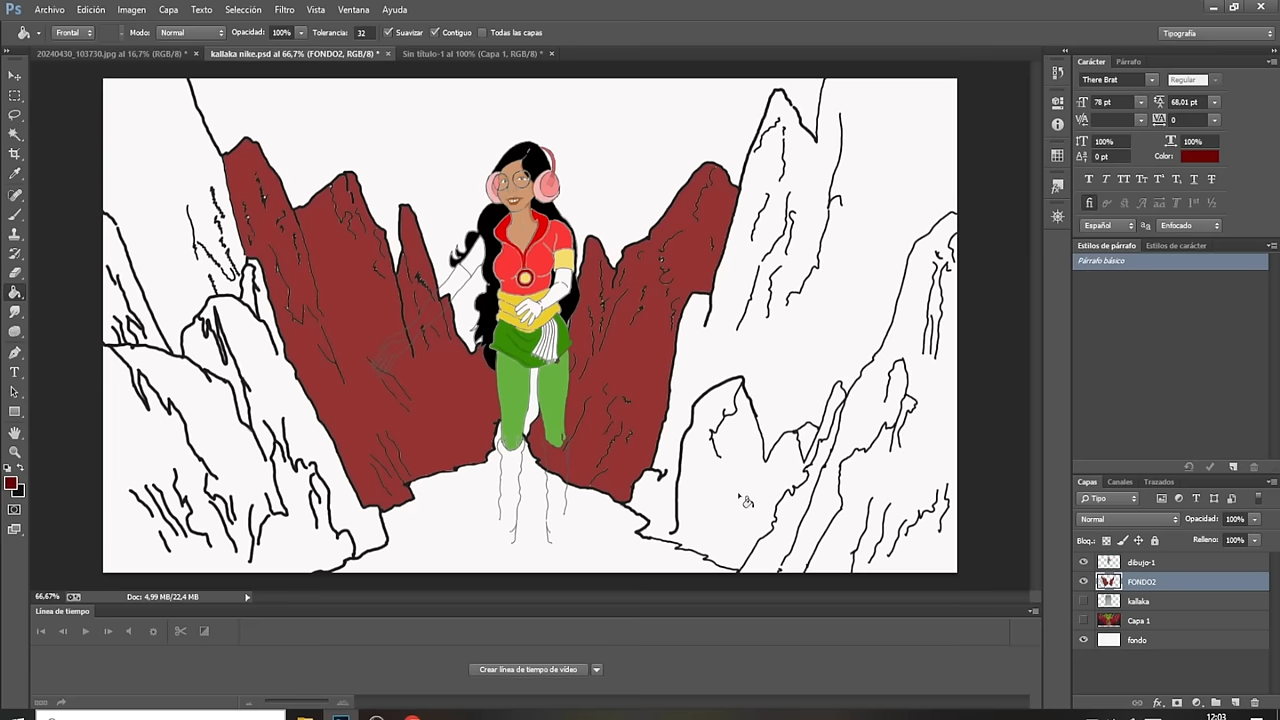 Ps Archivo Edición Imagen Capa Texto Selección Filtro Vista Ventana Ayuda
Frontal Modo: Normal Opacidad: 100% Tolerancia: 32 Suavizar Contiguo Todas las capas Tipografía
20240430_103730.jpg al 16,7% (RGB/8) * × kallaka nike.psd al 66,7% (FONDO2, RGB/8) * × Sin título-1 al 100% (Capa 1, RGB/8) * ×
Carácter Párrafo
There Brat Regular
78 pt 68,01 pt
0
100% 100%
0 pt Color:
Español Enfocado
Estilos de párrafo Estilos de carácter
Párrafo básico
Capas Canales Trazados
Tipo
Normal Opacidad: 100%
Bloq.: Relleno: 100%
dibujo-1
FONDO2
kallaka
Capa 1
fondo
66,67% Doc: 4,99 MB/22,4 MB
Línea de tiempo
Crear línea de tiempo de vídeo
12:03